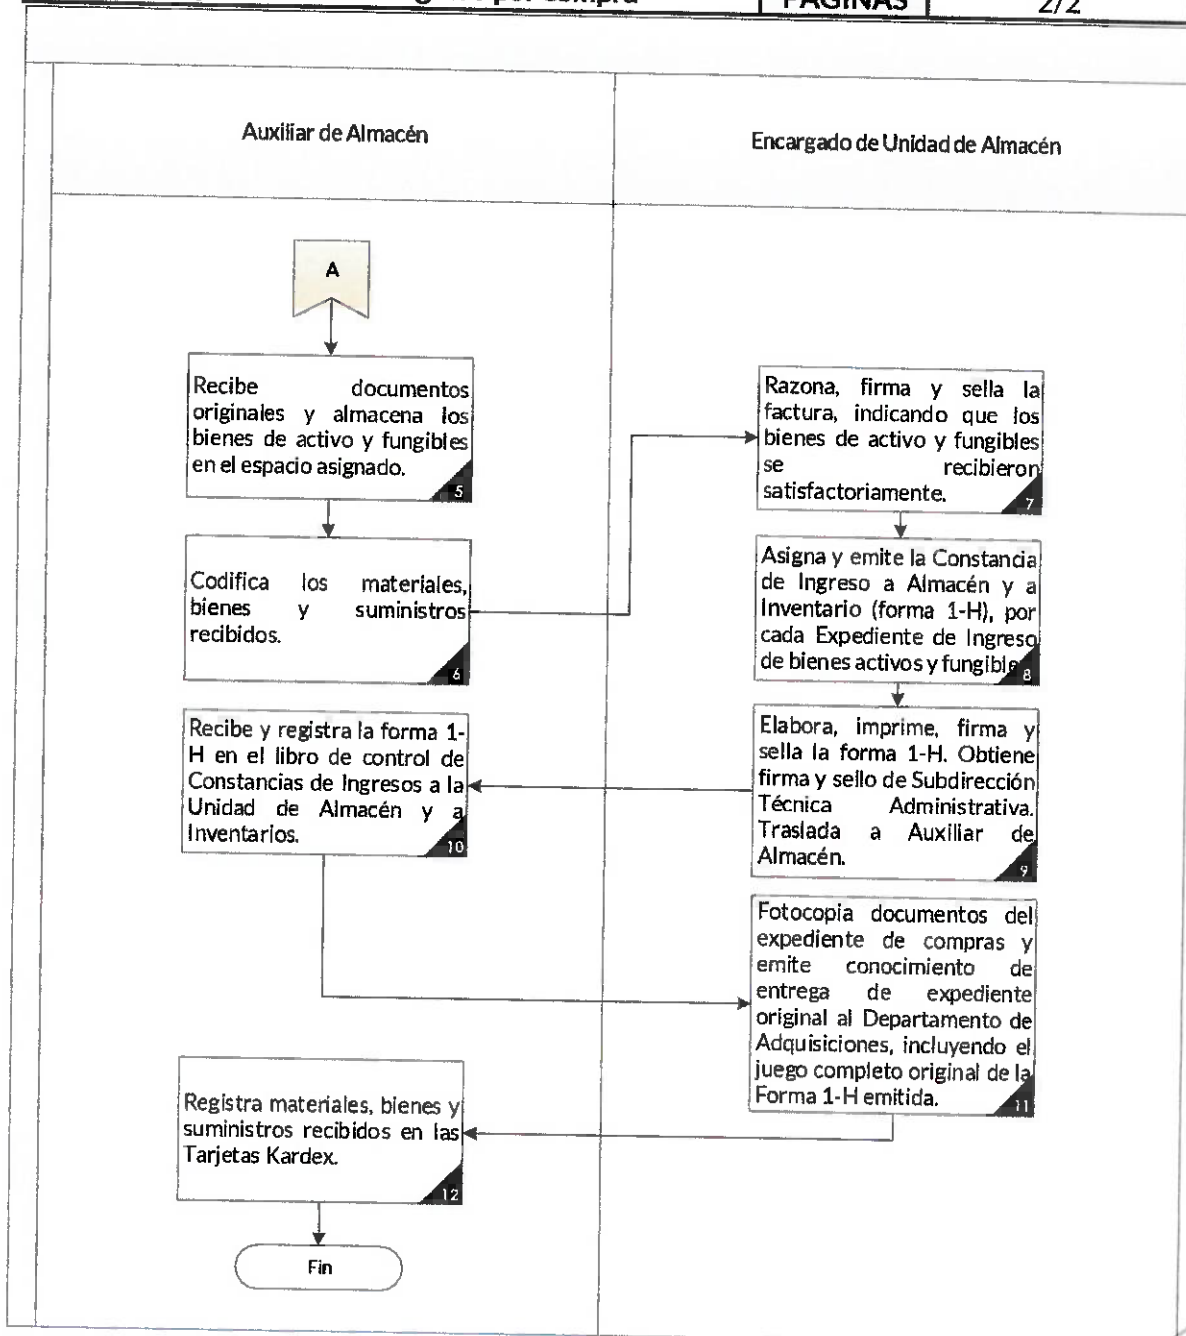 por compra PÁGINAS 2/2
Auxiliar de Almacén
Encargado de Unidad de Almacén
A
Recibe documentos
originales y almacena los
bienes de activo y fungibles
en el espacio asignado.
5
Codifica los materiales,
bienes y suministros
recibidos.
6
Razona, firma y sella la
factura, indicando que los
bienes de activo y fungibles
se recibieron
satisfactoriamente.
7
Asigna y emite la Constancia
de Ingreso a Almacén y a
Inventario (forma 1-H), por
cada Expediente de Ingreso
de bienes activos y fungible
8
Elabora, imprime, firma y
sella la forma 1-H. Obtiene
firma y sello de Subdirección
Técnica Administrativa.
Traslada a Auxiliar de
Almacén.
9
Recibe y registra la forma 1-
H en el libro de control de
Constancias de Ingresos a la
Unidad de Almacén y a
Inventarios.
10
Fotocopia documentos del
expediente de compras y
emite conocimiento de
entrega de expediente
original al Departamento de
Adquisiciones, incluyendo el
juego completo original de la
Forma 1-H emitida.
11
Registra materiales, bienes y
suministros recibidos en las
Tarjetas Kardex.
12
Fin